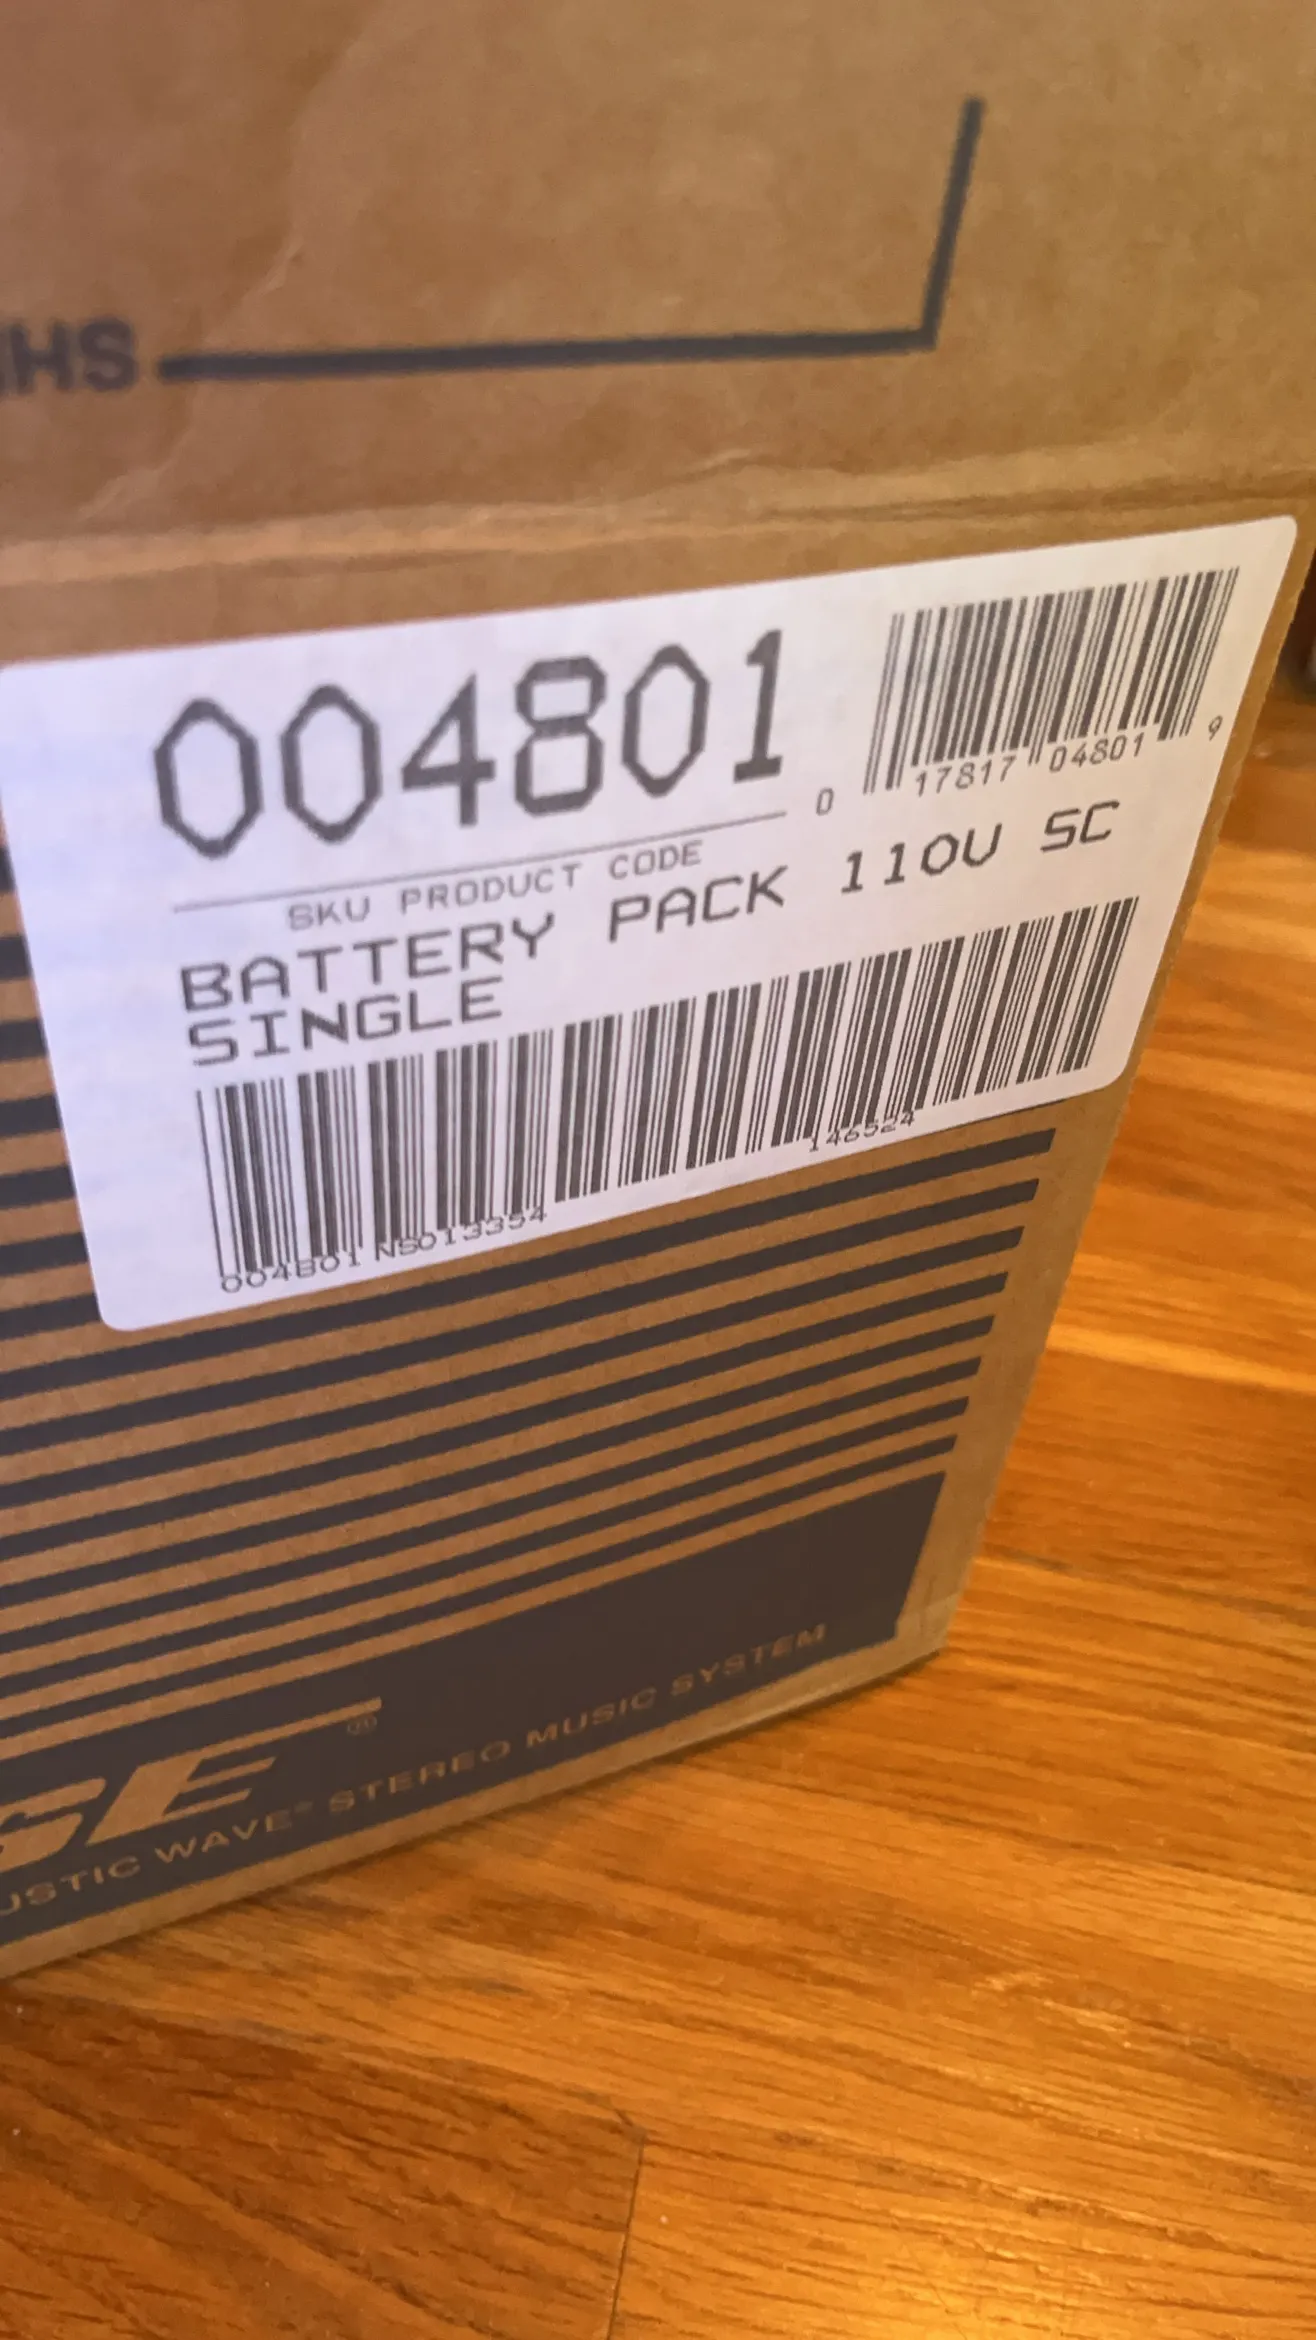 HS
004801
0 17817 04801 9
SKU PRODUCT CODE
BATTERY PACK 110V SC
SINGLE
004801 NS013354 146524
SE®
USTIC WAVE® STEREO MUSIC SYSTEM